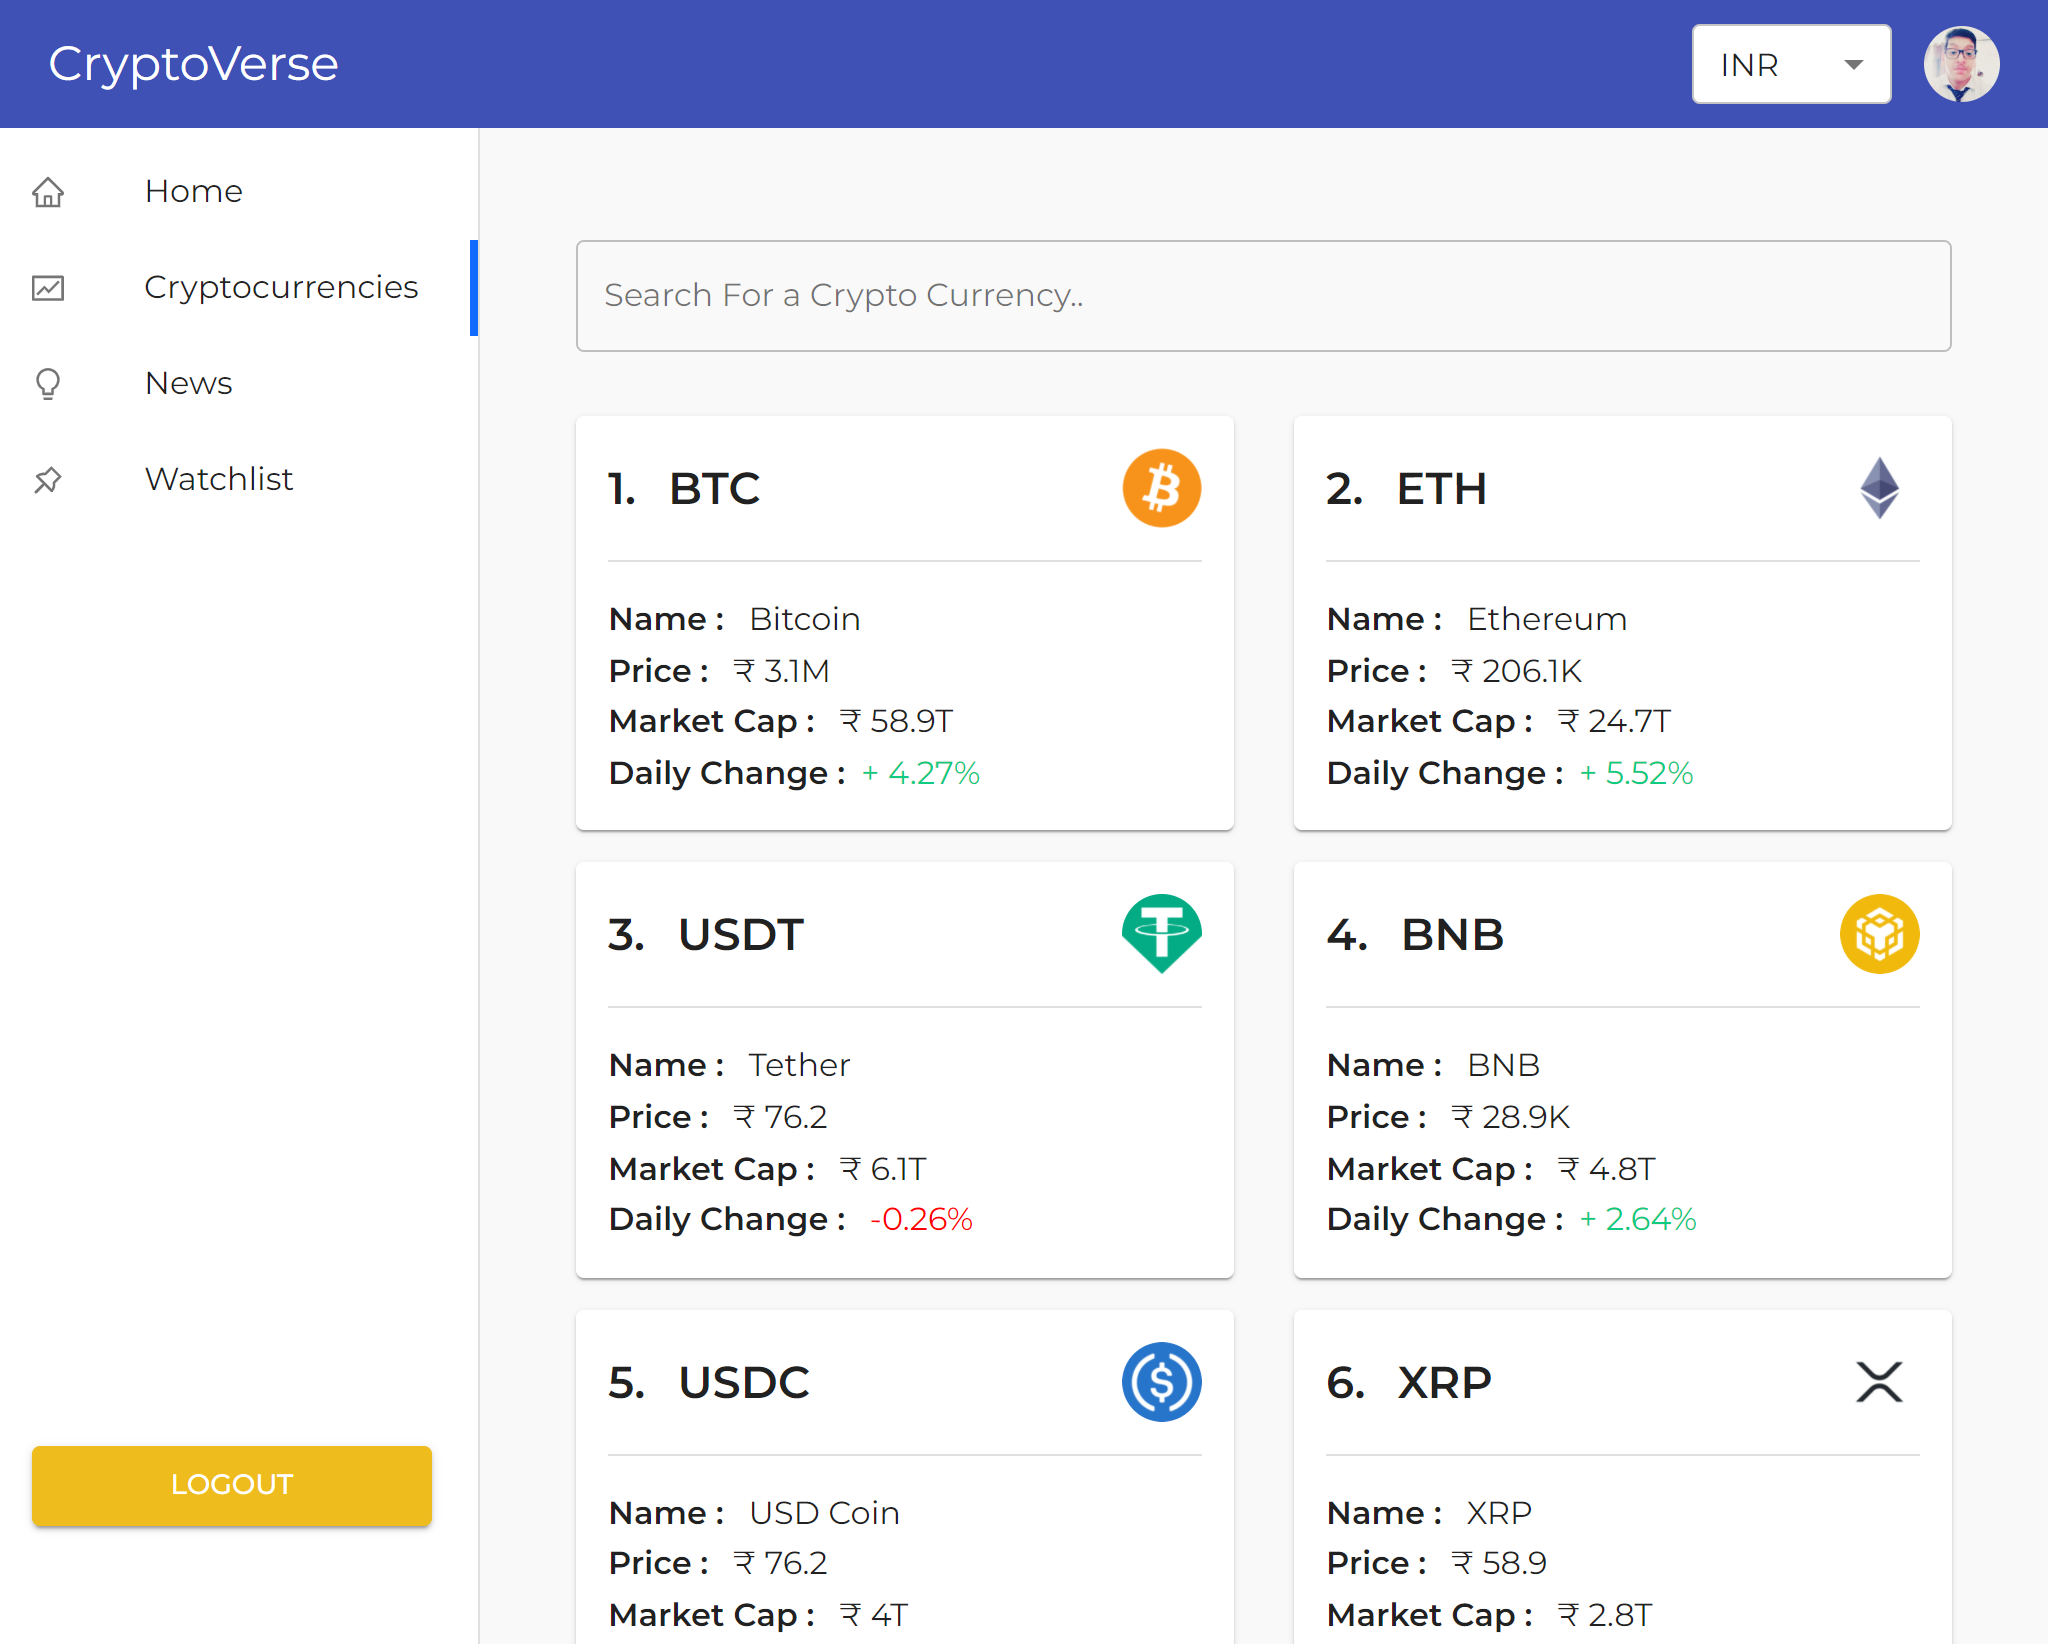 CryptoVerse
INR
Home
Cryptocurrencies
News
Watchlist
LOGOUT
Search For a Crypto Currency..
1. BTC
Name : Bitcoin
Price : ₹ 3.1M
Market Cap : ₹ 58.9T
Daily Change : + 4.27%
2. ETH
Name : Ethereum
Price : ₹ 206.1K
Market Cap : ₹ 24.7T
Daily Change : + 5.52%
3. USDT
Name : Tether
Price : ₹ 76.2
Market Cap : ₹ 6.1T
Daily Change : -0.26%
4. BNB
Name : BNB
Price : ₹ 28.9K
Market Cap : ₹ 4.8T
Daily Change : + 2.64%
5. USDC
Name : USD Coin
Price : ₹ 76.2
Market Cap : ₹ 4T
6. XRP
Name : XRP
Price : ₹ 58.9
Market Cap : ₹ 2.8T